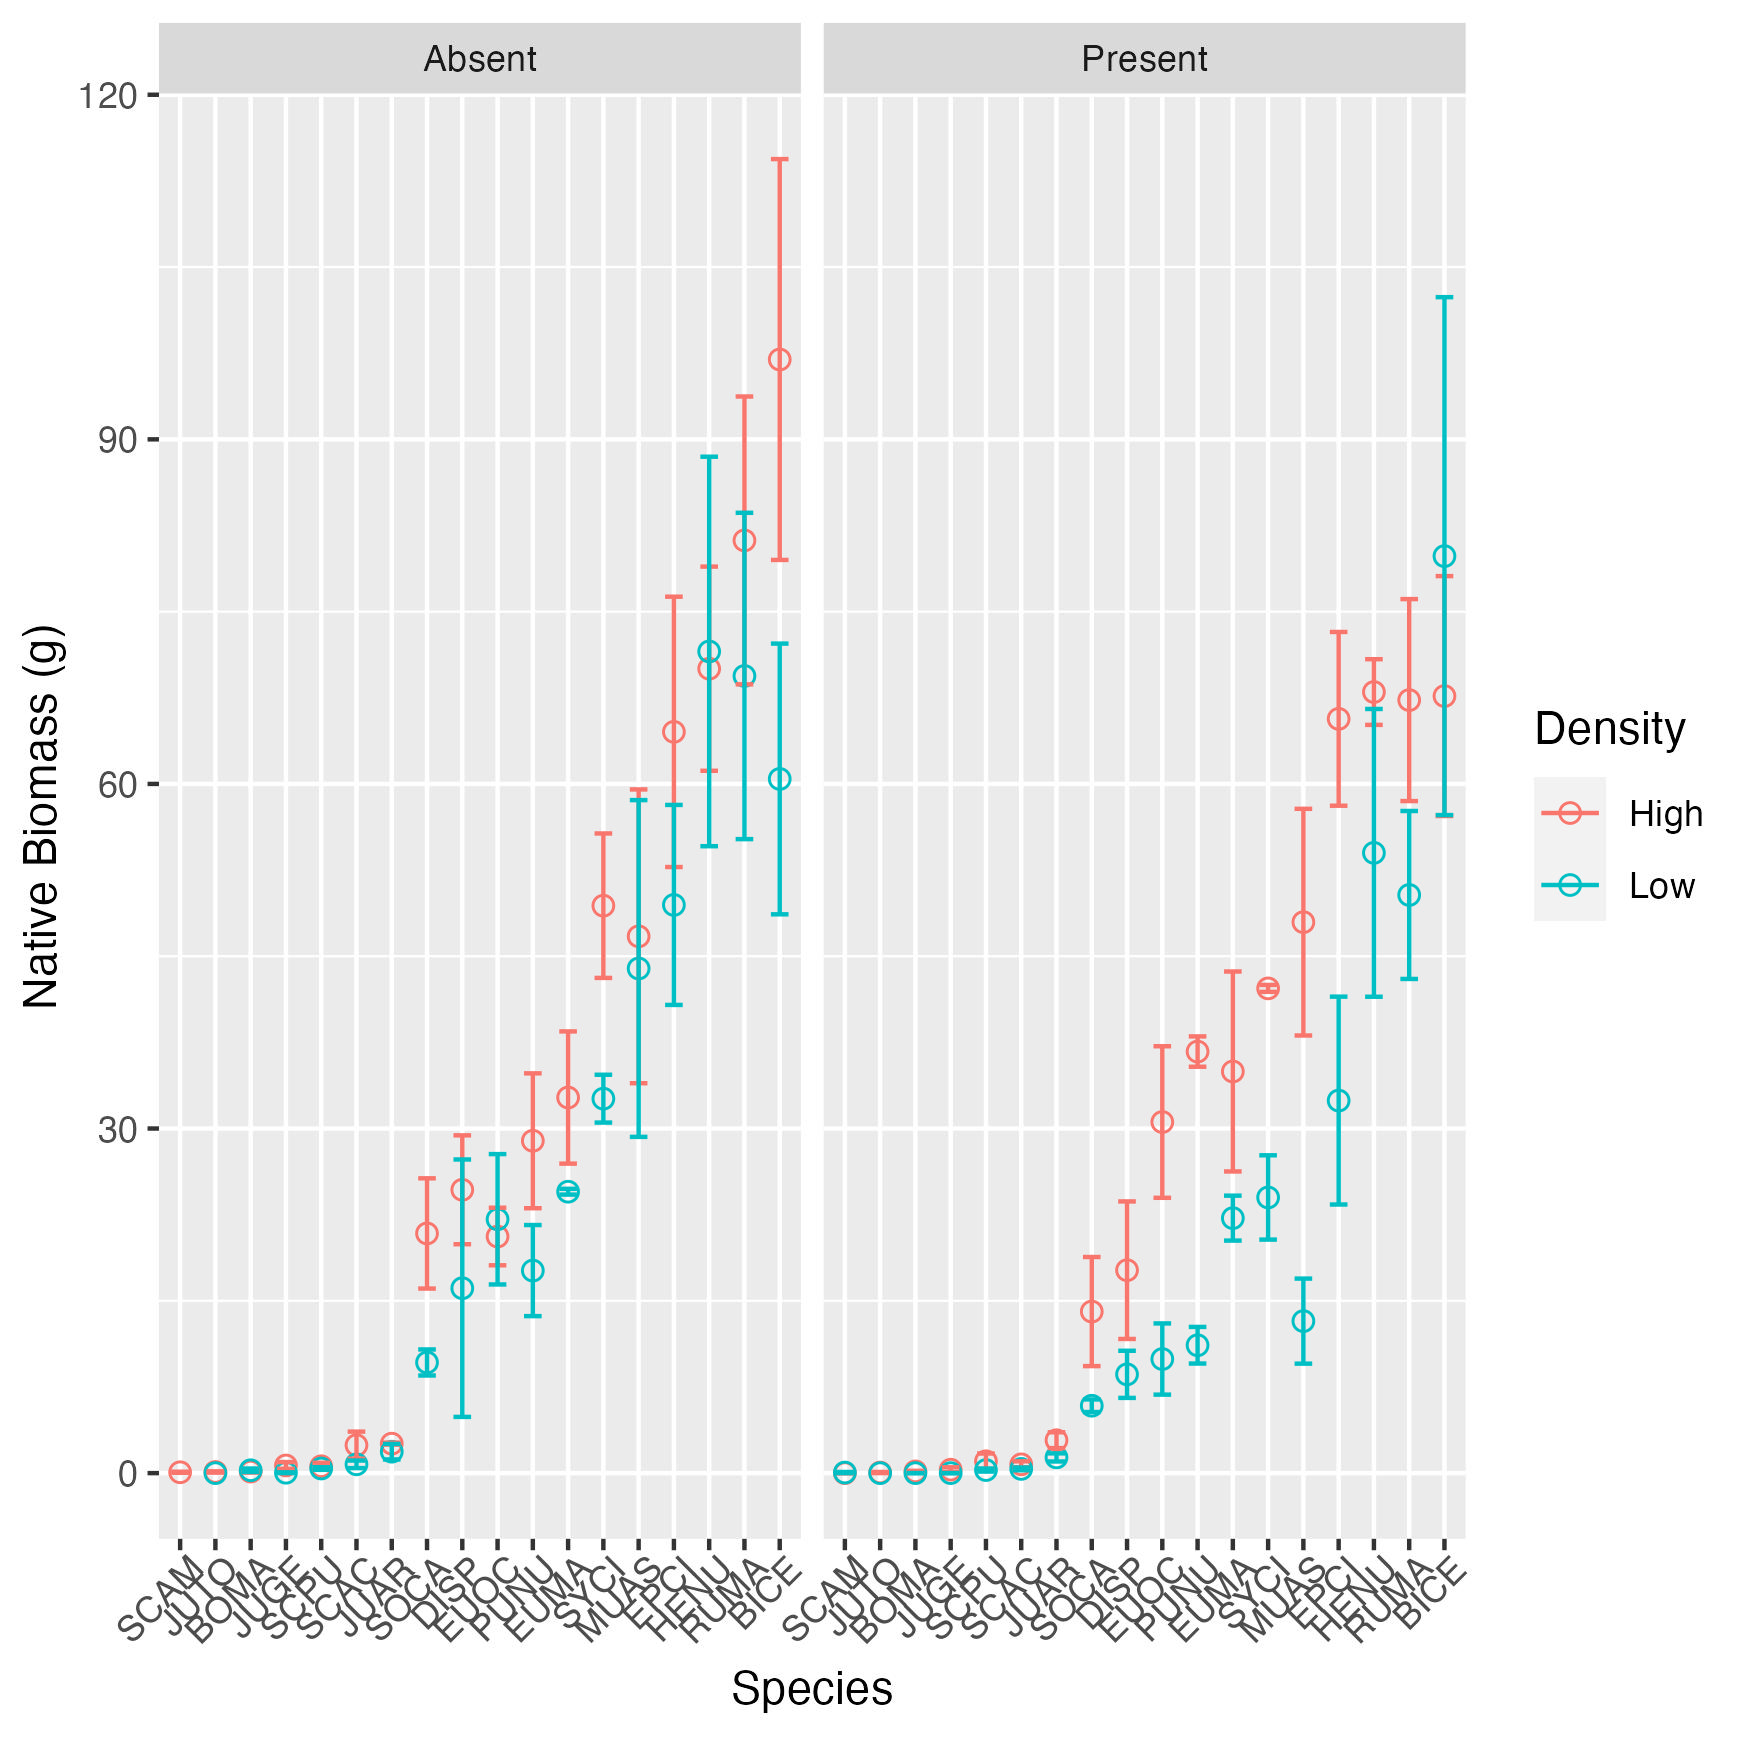 Absent
Present
120
90
60
30
0
Native Biomass (g)
SCAM
JUTO
BOMA
JUGE
SCPU
SCAC
JUAR
SOCA
DISP
EUOC
EPUNU
EUMA
SYCI
MUAS
EPCI
HENU
RUMA
BICE
SCAM
JUTO
BOMA
JUGE
SCPU
SCAC
JUAR
SOCA
DISP
EUOC
EPUNU
EUMA
SYCI
MUAS
EPCI
HENU
RUMA
BICE
Species
Density
High
Low